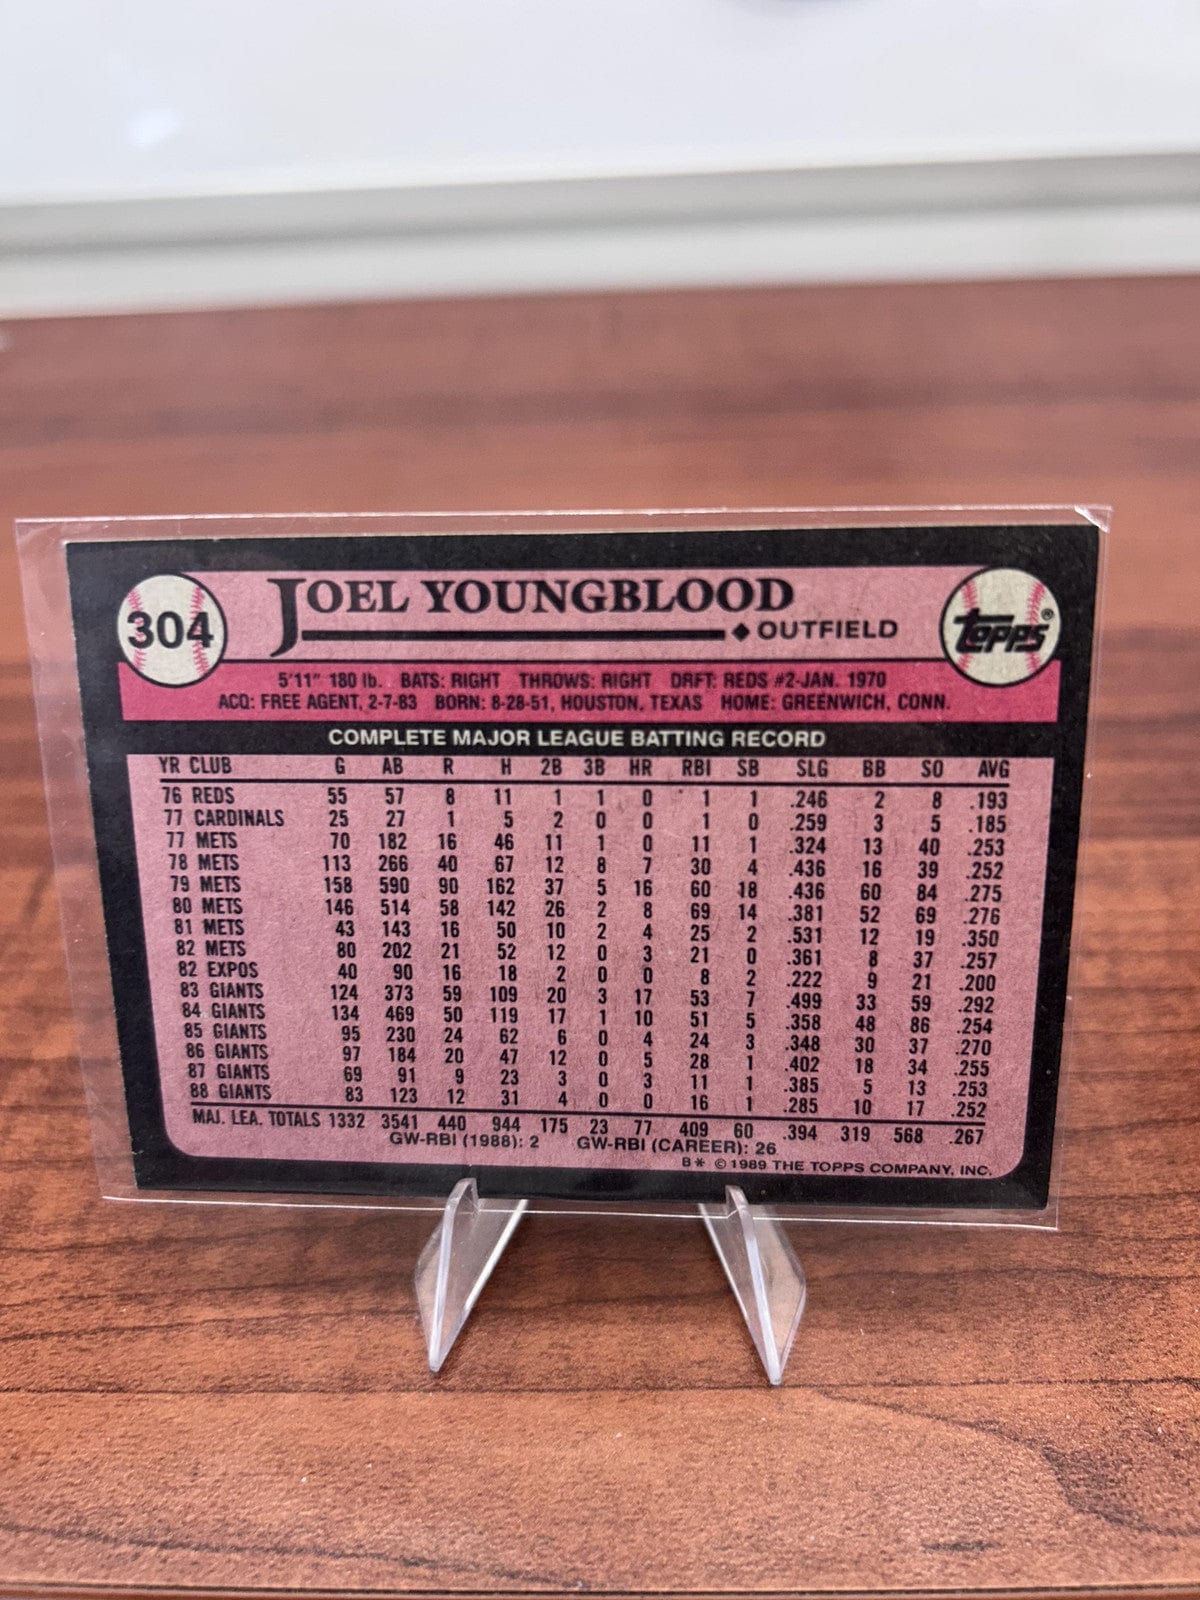 304
JOEL YOUNGBLOOD
◆ OUTFIELD
topps®
5'11" 180 lb. BATS: RIGHT THROWS: RIGHT DRFT: REDS #2-JAN. 1970
ACQ: FREE AGENT, 2-7-83 BORN: 8-28-51, HOUSTON, TEXAS HOME: GREENWICH, CONN.
COMPLETE MAJOR LEAGUE BATTING RECORD
YR CLUB G AB R H 2B 3B HR RBI SB SLG BB SO AVG
76 REDS 55 57 8 11 1 1 0 1 1 .246 2 8 .193
77 CARDINALS 25 27 1 5 2 0 0 1 0 .259 3 5 .185
77 METS 70 182 16 46 11 1 0 11 1 .324 13 40 .253
78 METS 113 266 40 67 12 8 7 30 4 .436 16 39 .252
79 METS 158 590 90 162 37 5 16 60 18 .436 60 84 .275
80 METS 146 514 58 142 26 2 8 69 14 .381 52 69 .276
81 METS 43 143 16 50 10 2 4 25 2 .531 12 19 .350
82 METS 80 202 21 52 12 0 3 21 0 .361 8 37 .257
82 EXPOS 40 90 16 18 2 0 0 8 2 .222 9 21 .200
83 GIANTS 124 373 59 109 20 3 17 53 7 .499 33 59 .292
84 GIANTS 134 469 50 119 17 1 10 51 5 .358 48 86 .254
85 GIANTS 95 230 24 62 6 0 4 24 3 .348 30 37 .270
86 GIANTS 97 184 20 47 12 0 5 28 1 .402 18 34 .255
87 GIANTS 69 91 9 23 3 0 3 11 1 .385 5 13 .253
88 GIANTS 83 123 12 31 4 0 0 16 1 .285 10 17 .252
MAJ. LEA. TOTALS 1332 3541 440 944 175 23 77 409 60 .394 319 568 .267
GW-RBI (1988): 2 GW-RBI (CAREER): 26
B* © 1989 THE TOPPS COMPANY, INC.